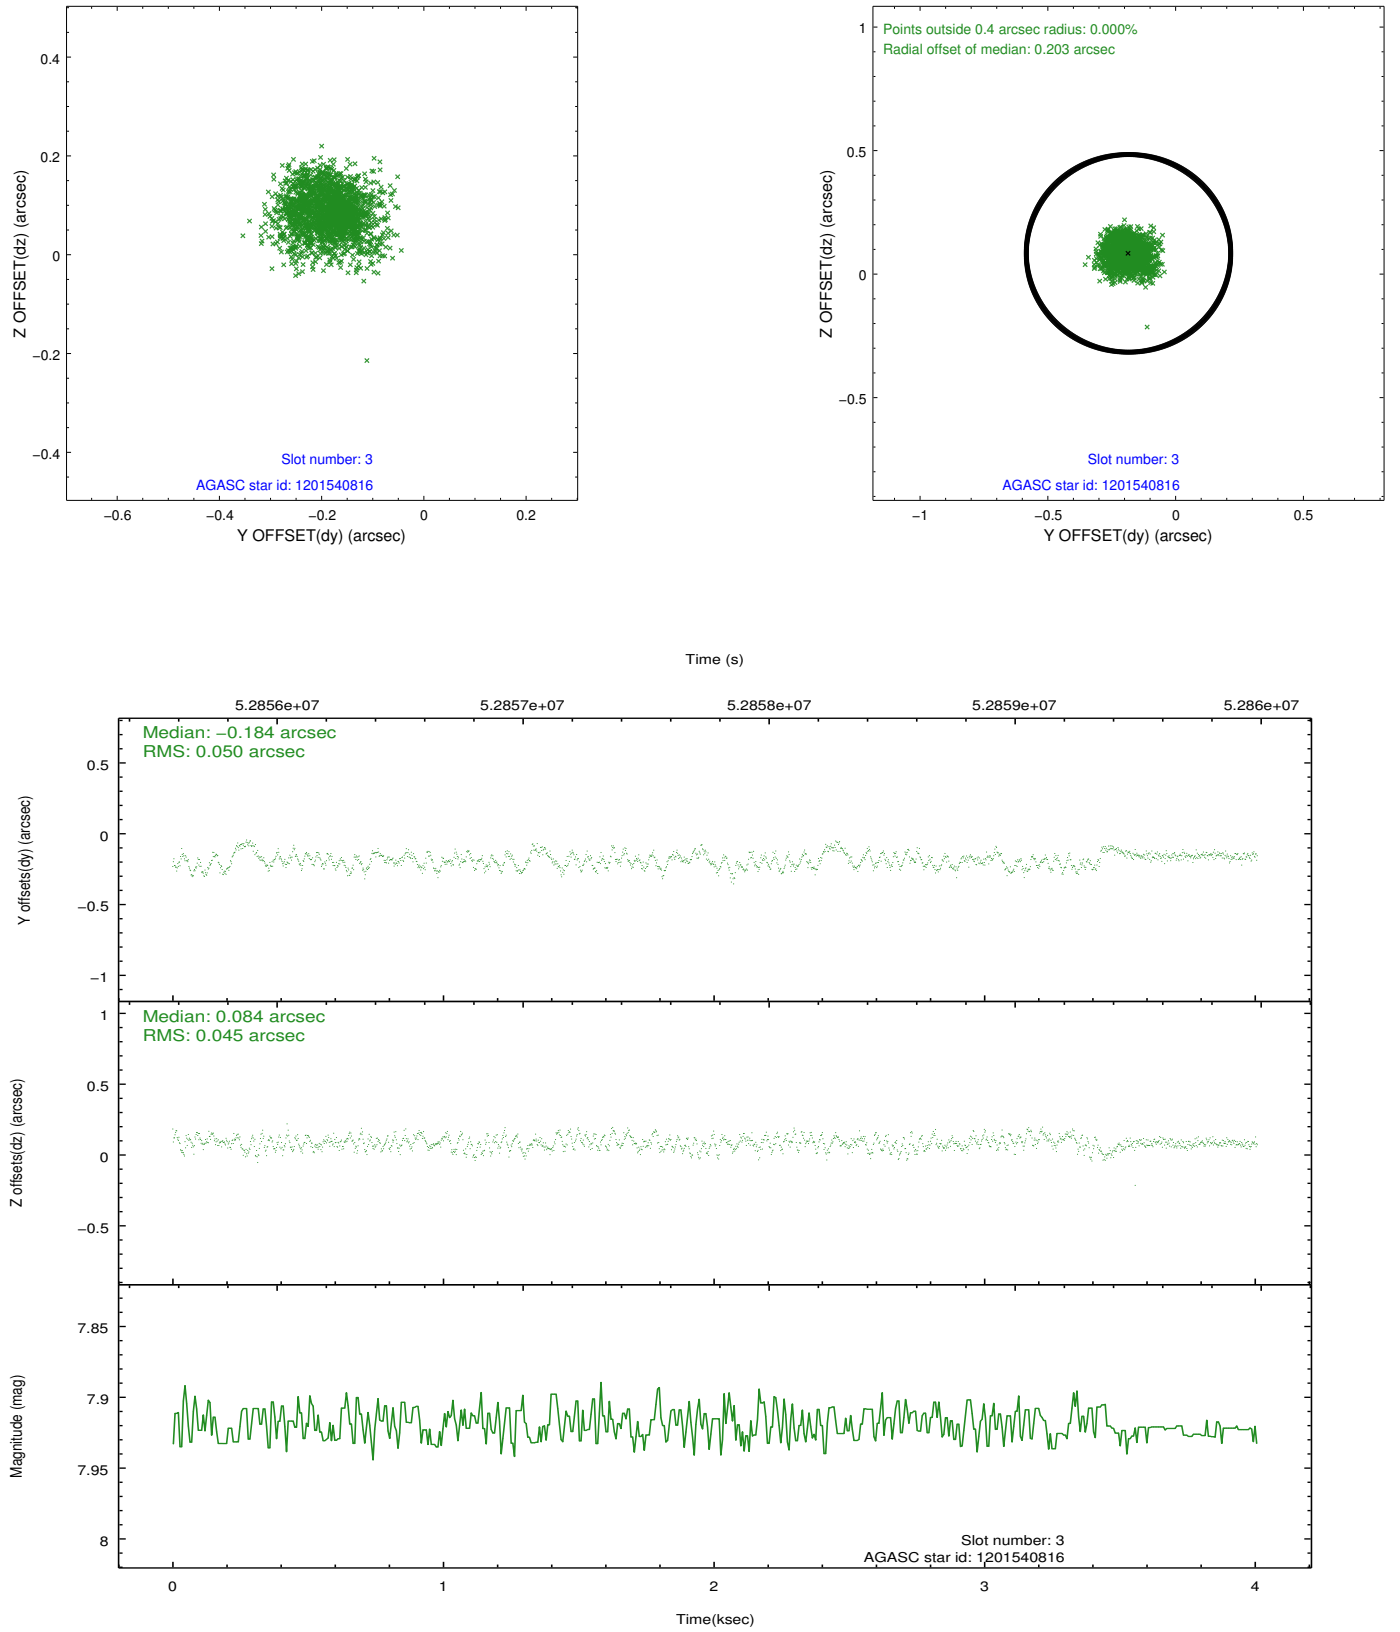 0.4
0.2
0
−0.2
−0.4
Z OFFSET(dz) (arcsec)
Slot number: 3
AGASC star id: 1201540816
−0.6 −0.4 −0.2 0 0.2
Y OFFSET(dy) (arcsec)
Points outside 0.4 arcsec radius: 0.000%
Radial offset of median: 0.203 arcsec
1
0.5
0
−0.5
Z OFFSET(dz) (arcsec)
Slot number: 3
AGASC star id: 1201540816
−1 −0.5 0 0.5
Y OFFSET(dy) (arcsec)
Time (s)
5.2856e+07 5.2857e+07 5.2858e+07 5.2859e+07 5.286e+07
Median: −0.184 arcsec
RMS: 0.050 arcsec
0.5
0
−0.5
−1
Y offsets(dy) (arcsec)
Median: 0.084 arcsec
RMS: 0.045 arcsec
1
0.5
0
−0.5
Z offsets(dz) (arcsec)
7.85
7.9
7.95
8
Magnitude (mag)
Slot number: 3
AGASC star id: 1201540816
0 1 2 3 4
Time(ksec)